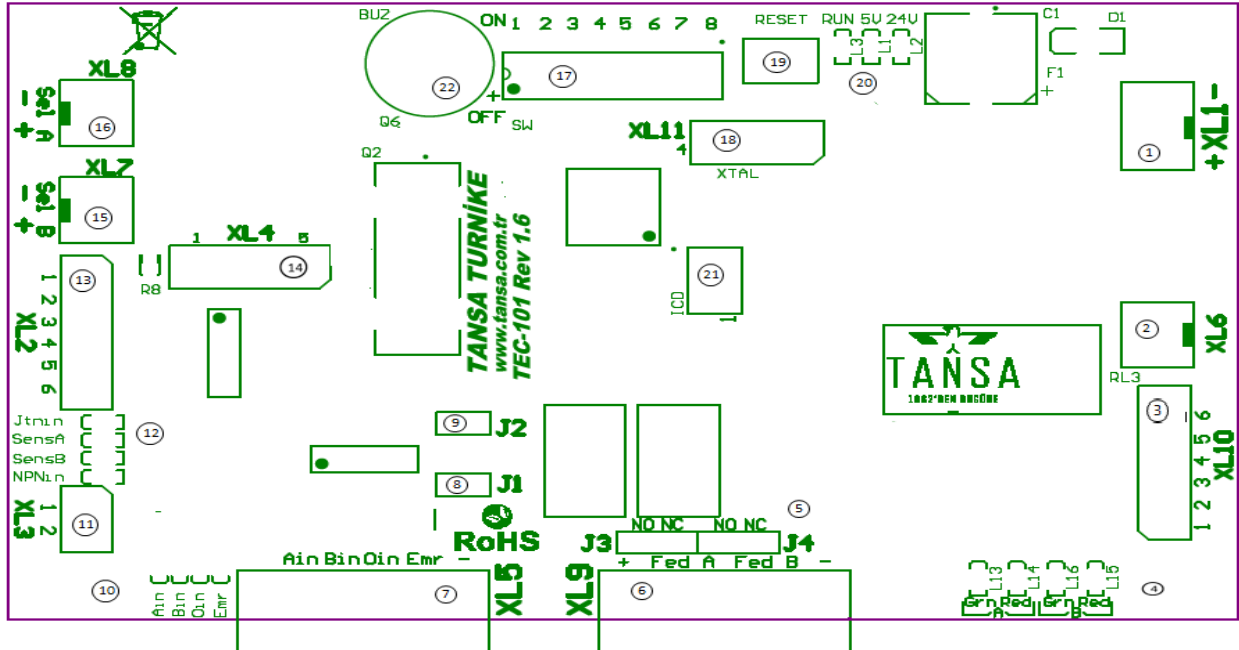 BUZ
ON 1 2 3 4 5 6 7 8
RESET
RUN 5V 24V
L3
L1
L2
C1
D1
F1
+
XL8
- +
Sel A
16
22
17
19
20
+
OFF
SW
Q6
XL11
4
18
XTAL
1
- XL1 +
Q2
XL7
- +
Sel B
15
XL4
1 5
14
R8
TANSA TURNİKE
www.tansa.com.tr
TEC-101 Rev 1.6
21
ICD
1
13
1
2
3
4
5
6
XL2
2
XL6
RL3
TANSA
3
6
5
4
3
2
1
XL10
Jtnin
SensA
SensB
NPNin
12
9
J2
8
J1
11
1
2
XL3
RoHS
5
NO NC NO NC
J3
J4
+ Fed A Fed B -
Ain Bin Oin Emr -
XL5
XL9
10
Ain
Bin
Oin
Emr
7
6
L13
L14
L16
L15
Grn Red Grn Red
A B
4